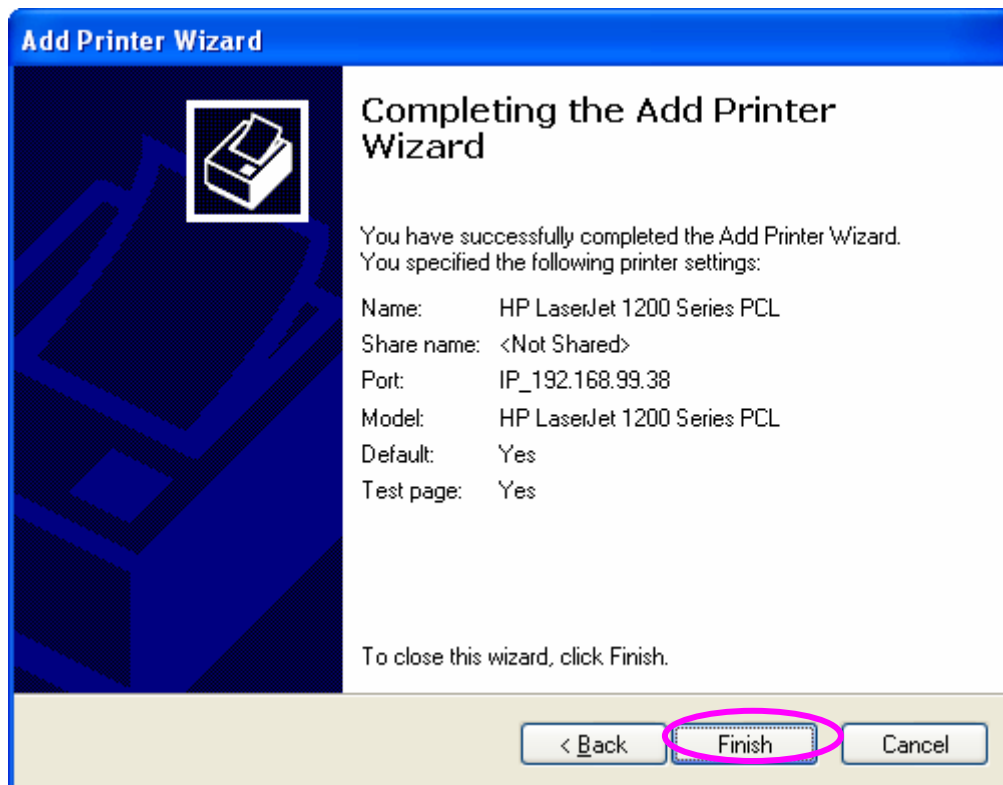 Add Printer Wizard
Completing the Add Printer
Wizard
You have successfully completed the Add Printer Wizard.
You specified the following printer settings:
Name: HP LaserJet 1200 Series PCL
Share name: <Not Shared>
Port: IP_192.168.99.38
Model: HP LaserJet 1200 Series PCL
Default: Yes
Test page: Yes
To close this wizard, click Finish.
< Back Finish Cancel